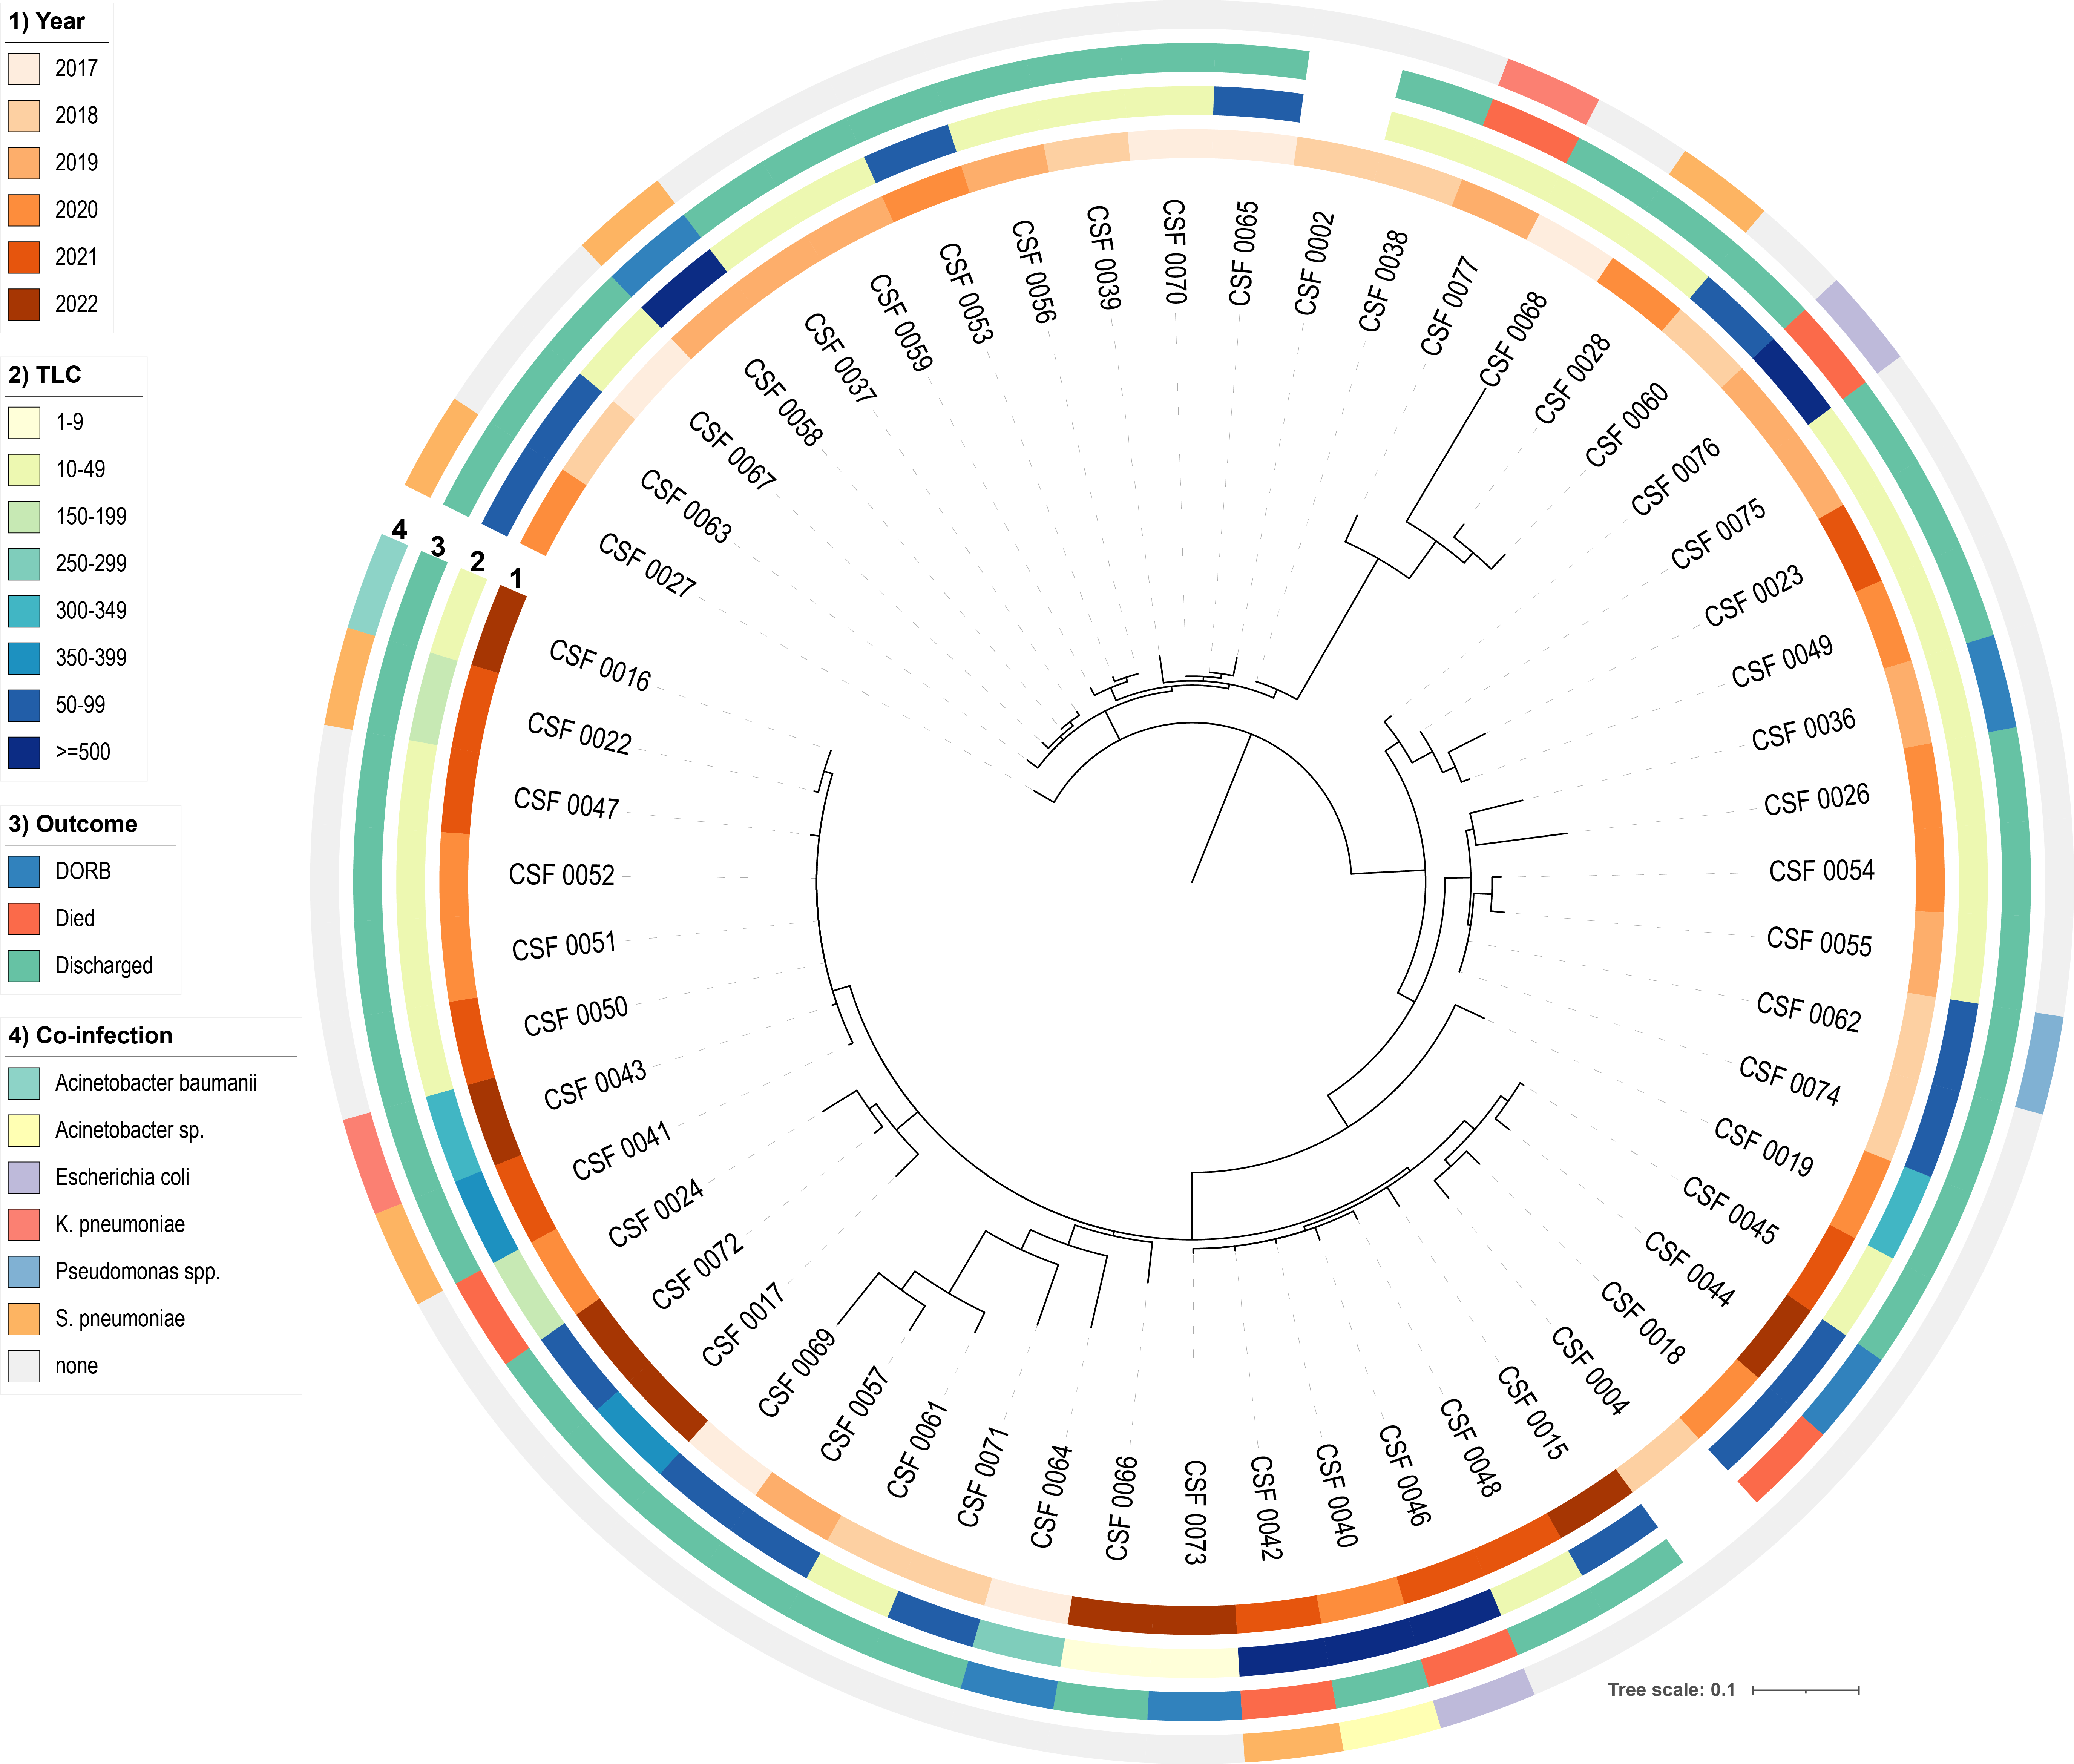 1) Year
2017
2018
2019
2020
2021
2022
2) TLC
1-9
10-49
150-199
250-299
300-349
350-399
50-99
>=500
3) Outcome
DORB
Died
Discharged
4) Co-infection
Acinetobacter baumanii
Acinetobacter sp.
Escherichia coli
K. pneumoniae
Pseudomonas spp.
S. pneumoniae
none
4
3
2
1
CSF 0016
CSF 0027
CSF 0063
CSF 0067
CSF 0058
CSF 0037
CSF 0059
CSF 0053
CSF 0056
CSF 0039
CSF 0070
CSF 0065
CSF 0002
CSF 0038
CSF 0077
CSF 0068
CSF 0028
CSF 0060
CSF 0076
CSF 0075
CSF 0023
CSF 0049
CSF 0036
CSF 0026
CSF 0054
CSF 0055
CSF 0062
CSF 0074
CSF 0019
CSF 0045
CSF 0044
CSF 0018
CSF 0004
CSF 0015
CSF 0048
CSF 0046
CSF 0040
CSF 0042
CSF 0073
CSF 0066
CSF 0064
CSF 0071
CSF 0061
CSF 0057
CSF 0069
CSF 0017
CSF 0072
CSF 0024
CSF 0041
CSF 0043
CSF 0050
CSF 0051
CSF 0052
CSF 0047
CSF 0022
Tree scale: 0.1